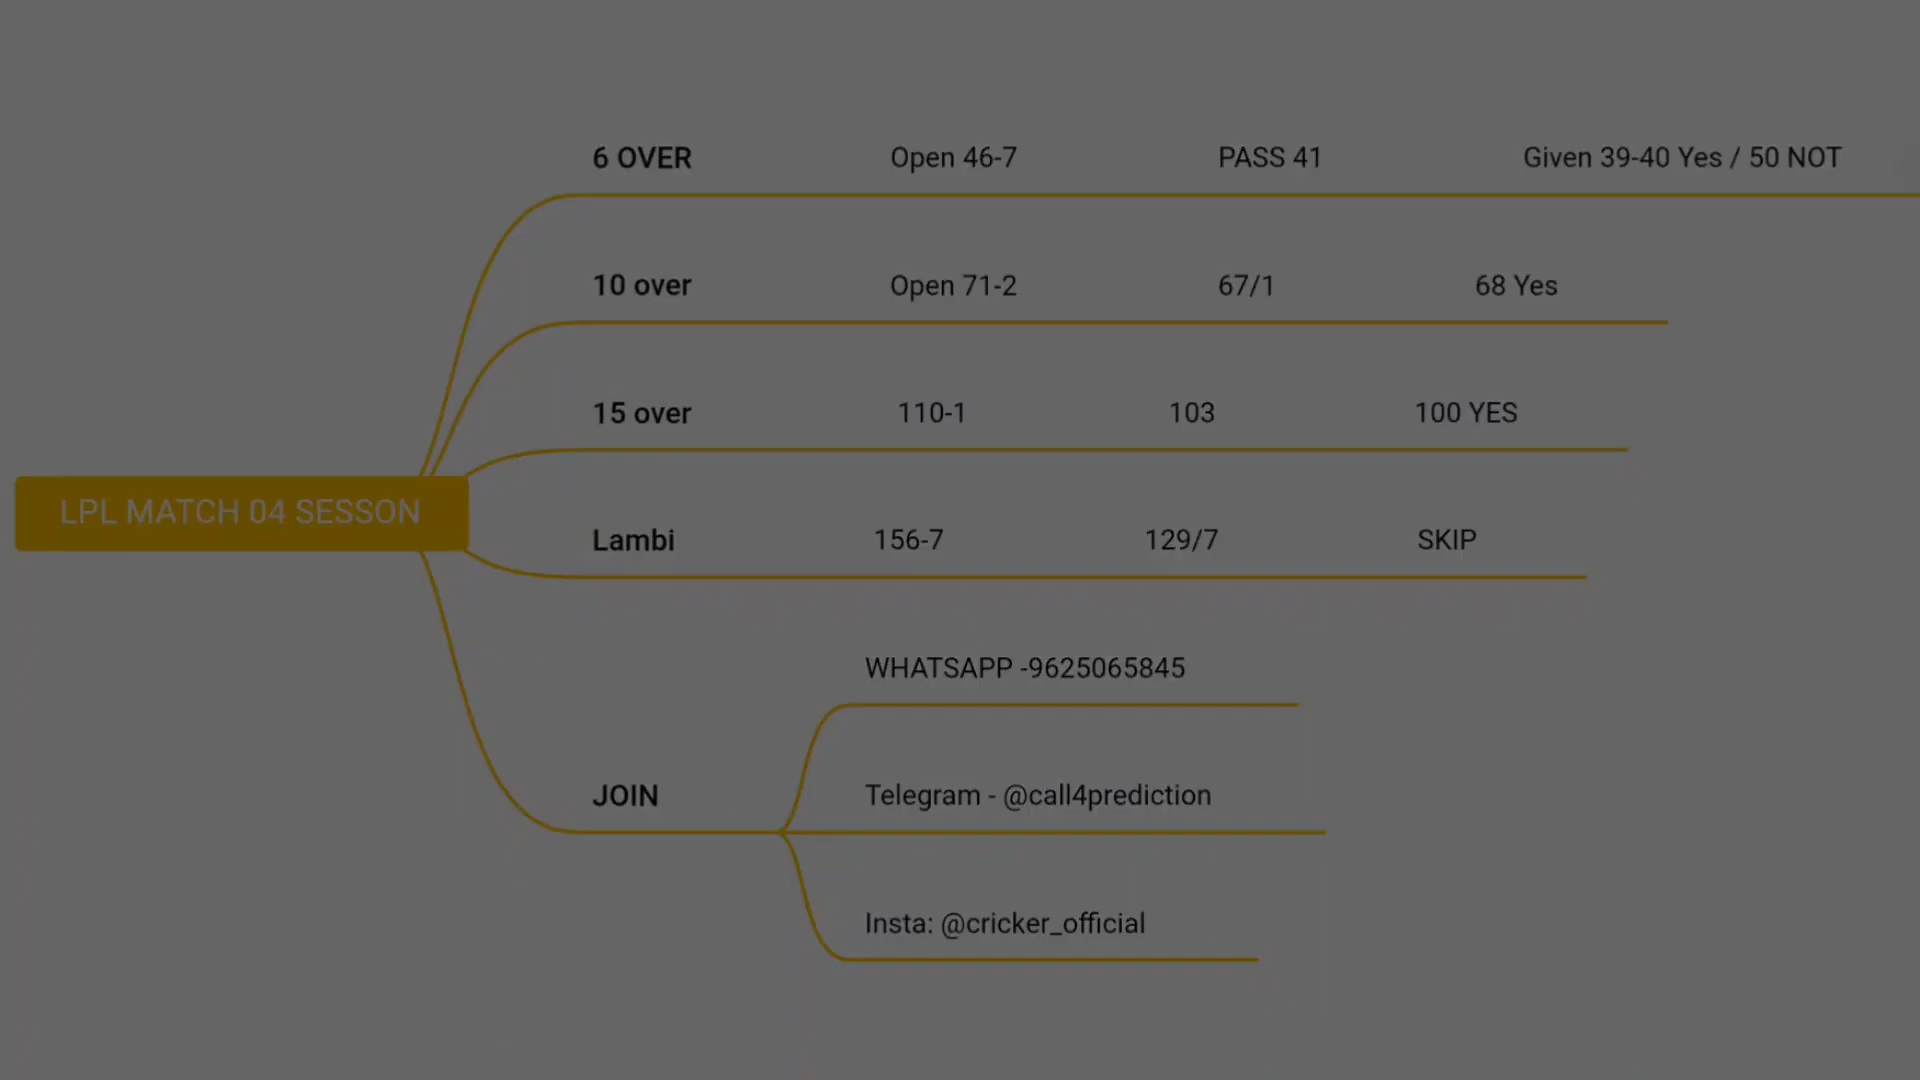 6 OVER Open 46-7 PASS 41 Given 39-40 Yes / 50 NOT
10 over Open 71-2 67/1 68 Yes
15 over 110-1 103 100 YES
LPL MATCH 04 SESSON
Lambi 156-7 129/7 SKIP
WHATSAPP -9625065845
JOIN Telegram - @call4prediction
Insta: @cricker_official